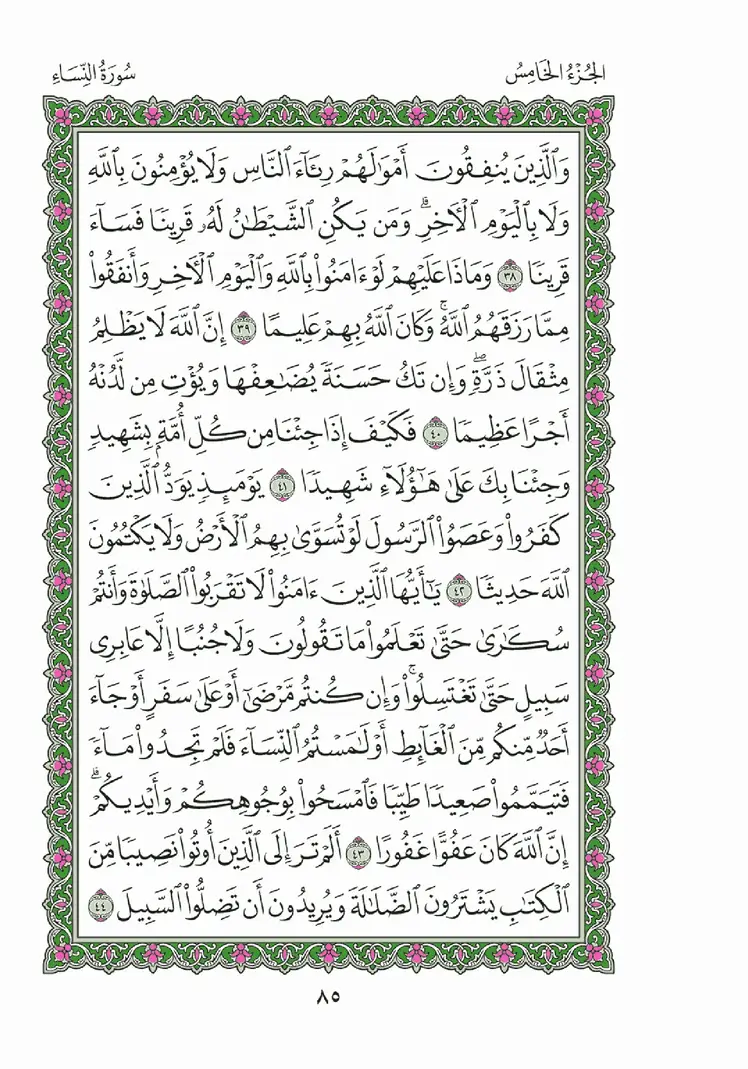 الجُزْءُ الخَامِسُ
سُورَةُ النِّسَاءِ
وَٱلَّذِينَ يُنفِقُونَ أَمْوَٰلَهُمْ رِئَآءَ ٱلنَّاسِ وَلَا يُؤْمِنُونَ بِٱللَّهِ
وَلَا بِٱلْيَوْمِ ٱلْأَخِرِۗ وَمَن يَكُنِ ٱلشَّيْطَٰنُ لَهُۥ قَرِينٗا فَسَآءَ
قَرِينٗا ٣٨ وَمَاذَا عَلَيْهِمْ لَوْ ءَامَنُوا۟ بِٱللَّهِ وَٱلْيَوْمِ ٱلْأَخِرِ وَأَنفَقُوا۟
مِمَّا رَزَقَهُمُ ٱللَّهُۚ وَكَانَ ٱللَّهُ بِهِمْ عَلِيمًا ٣٩ إِنَّ ٱللَّهَ لَا يَظْلِمُ
مِثْقَالَ ذَرَّةٖۖ وَإِن تَكُ حَسَنَةٗ يُضَٰعِفْهَا وَيُؤْتِ مِن لَّدُنْهُ
أَجْرًا عَظِيمٗا ٤٠ فَكَيْفَ إِذَا جِئْنَا مِن كُلِّ أُمَّةِۭ بِشَهِيدٖ
وَجِئْنَا بِكَ عَلَىٰ هَٰٓؤُلَآءِ شَهِيدٗا ٤١ يَوْمَئِذٖ يَوَدُّ ٱلَّذِينَ
كَفَرُوا۟ وَعَصَوُا۟ ٱلرَّسُولَ لَوْ تُسَوَّىٰ بِهِمُ ٱلْأَرْضُ وَلَا يَكْتُمُونَ
ٱللَّهَ حَدِيثٗا ٤٢ يَٰٓأَيُّهَا ٱلَّذِينَ ءَامَنُوا۟ لَا تَقْرَبُوا۟ ٱلصَّلَوٰةَ وَأَنتُمْ
سُكَٰرَىٰ حَتَّىٰ تَعْلَمُوا۟ مَا تَقُولُونَ وَلَا جُنُبًا إِلَّا عَابِرِى
سَبِيلٍ حَتَّىٰ تَغْتَسِلُوا۟ۚ وَإِن كُنتُم مَّرْضَىٰٓ أَوْ عَلَىٰ سَفَرٍ أَوْ جَآءَ
أَحَدٞ مِّنكُم مِّنَ ٱلْغَآئِطِ أَوْ لَٰمَسْتُمُ ٱلنِّسَآءَ فَلَمْ تَجِدُوا۟ مَآءٗ
فَتَيَمَّمُوا۟ صَعِيدٗا طَيِّبٗا فَٱمْسَحُوا۟ بِوُجُوهِكُمْ وَأَيْدِيكُمْۗ
إِنَّ ٱللَّهَ كَانَ عَفُوًّا غَفُورًا ٤٣ أَلَمْ تَرَ إِلَى ٱلَّذِينَ أُوتُوا۟ نَصِيبٗا مِّنَ
ٱلْكِتَٰبِ يَشْتَرُونَ ٱلضَّلَٰلَةَ وَيُرِيدُونَ أَن تَضِلُّوا۟ ٱلسَّبِيلَ ٤٤
٨٥